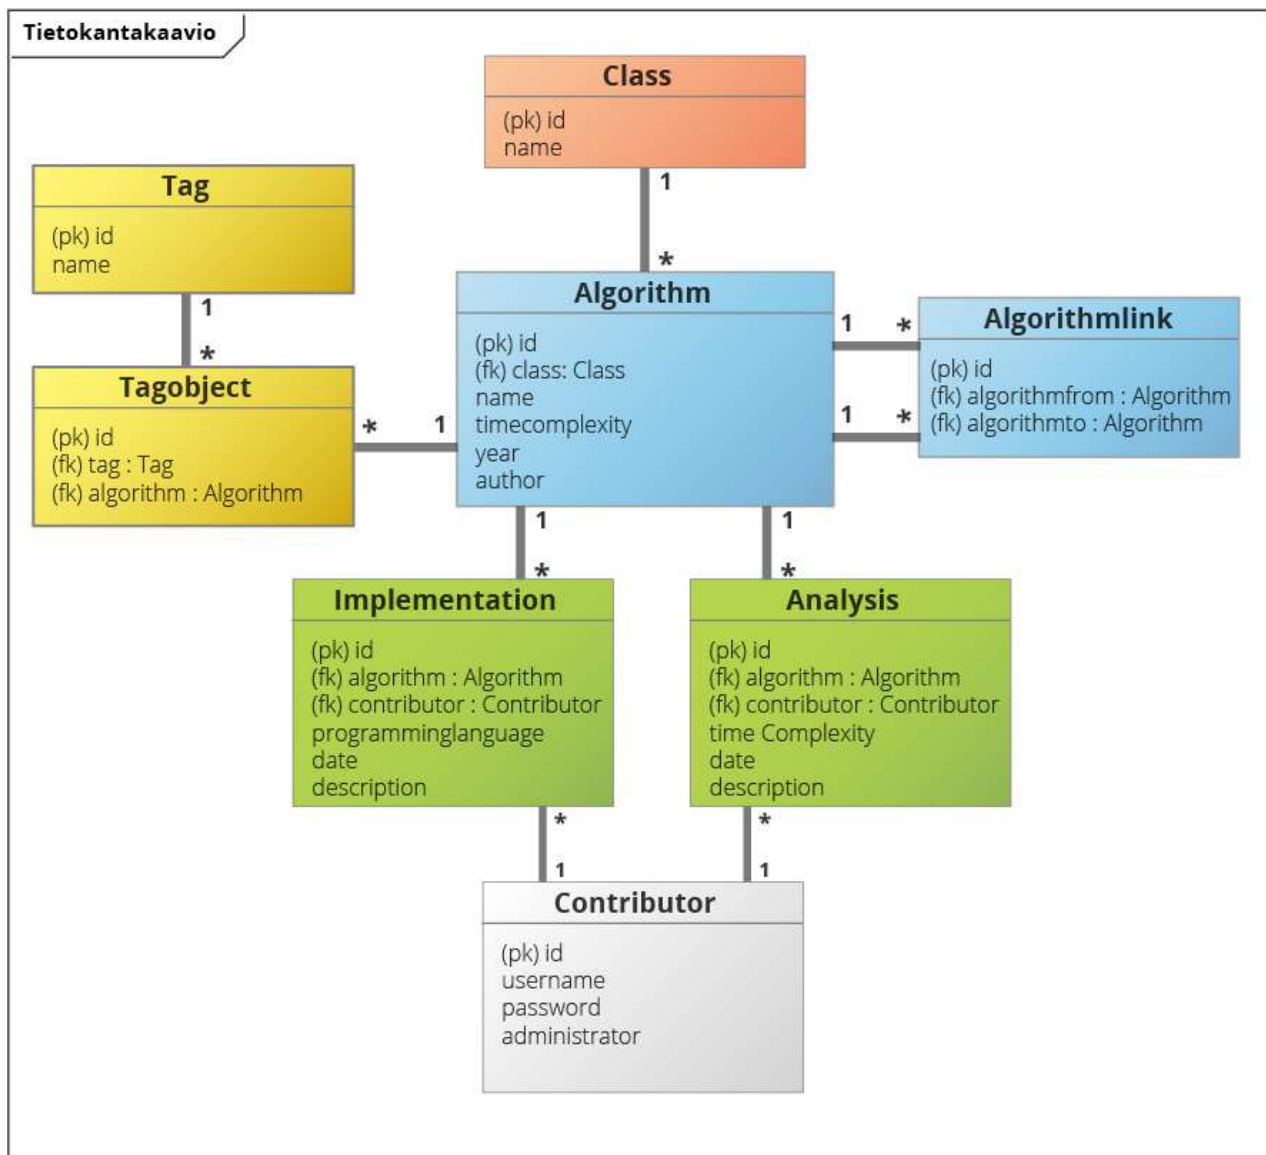 Tietokantakaavio
Class
(pk) id
name
1
*
Tag
(pk) id
name
1
*
Tagobject
(pk) id
(fk) tag : Tag
(fk) algorithm : Algorithm
*
1
Algorithm
(pk) id
(fk) class: Class
name
timecomplexity
year
author
1
*
1
*
Algorithmlink
(pk) id
(fk) algorithmfrom : Algorithm
(fk) algorithmto : Algorithm
1
*
1
*
Implementation
(pk) id
(fk) algorithm : Algorithm
(fk) contributor : Contributor
programminglanguage
date
description
Analysis
(pk) id
(fk) algorithm : Algorithm
(fk) contributor : Contributor
time Complexity
date
description
*
1
*
1
Contributor
(pk) id
username
password
administrator